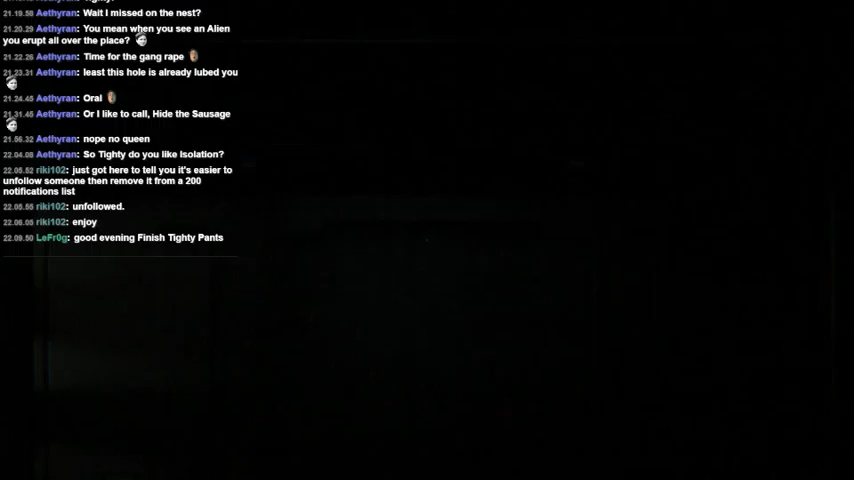 21.19.58 Aethyran: Wait I missed on the nest?
21.20.29 Aethyran: You mean when you see an Alien
you erupt all over the place?
21.22.26 Aethyran: Time for the gang rape
21.23.31 Aethyran: least this hole is already lubed you
21.24.45 Aethyran: Oral
21.31.45 Aethyran: Or I like to call, Hide the Sausage
21.56.32 Aethyran: nope no queen
22.04.08 Aethyran: So Tighty do you like Isolation?
22.05.52 riki102: just got here to tell you it's easier to
unfollow someone then remove it from a 200
notifications list
22.05.55 riki102: unfollowed.
22.06.05 riki102: enjoy
22.09.50 LeFr0g: good evening Finish Tighty Pants